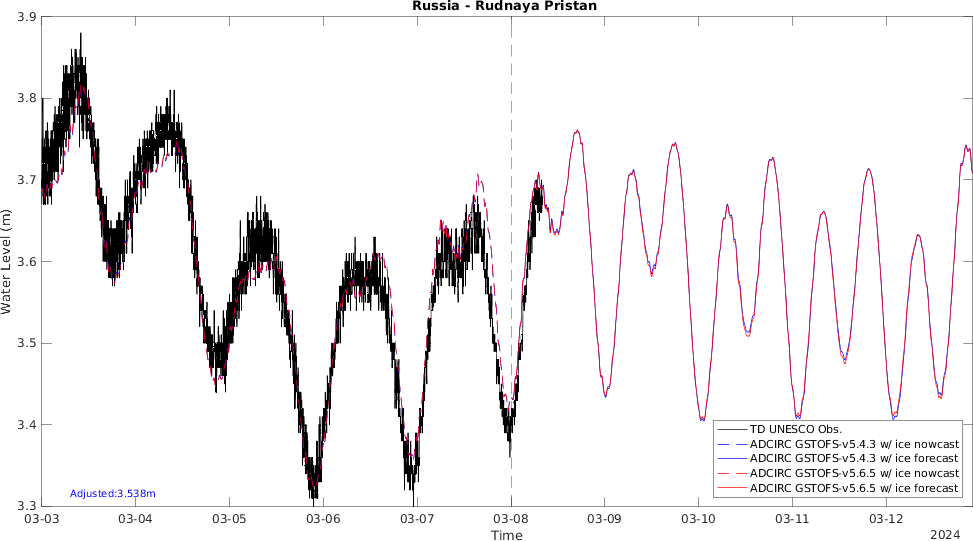 Russia - Rudnaya Pristan
3.9
3.8
3.7
3.6
3.5
3.4
3.3
Water Level (m)
Adjusted:3.538m
TD UNESCO Obs.
ADCIRC GSTOFS-v5.4.3 w/ ice nowcast
ADCIRC GSTOFS-v5.4.3 w/ ice forecast
ADCIRC GSTOFS-v5.6.5 w/ ice nowcast
ADCIRC GSTOFS-v5.6.5 w/ ice forecast
03-03 03-04 03-05 03-06 03-07 03-08 03-09 03-10 03-11 03-12
Time
2024